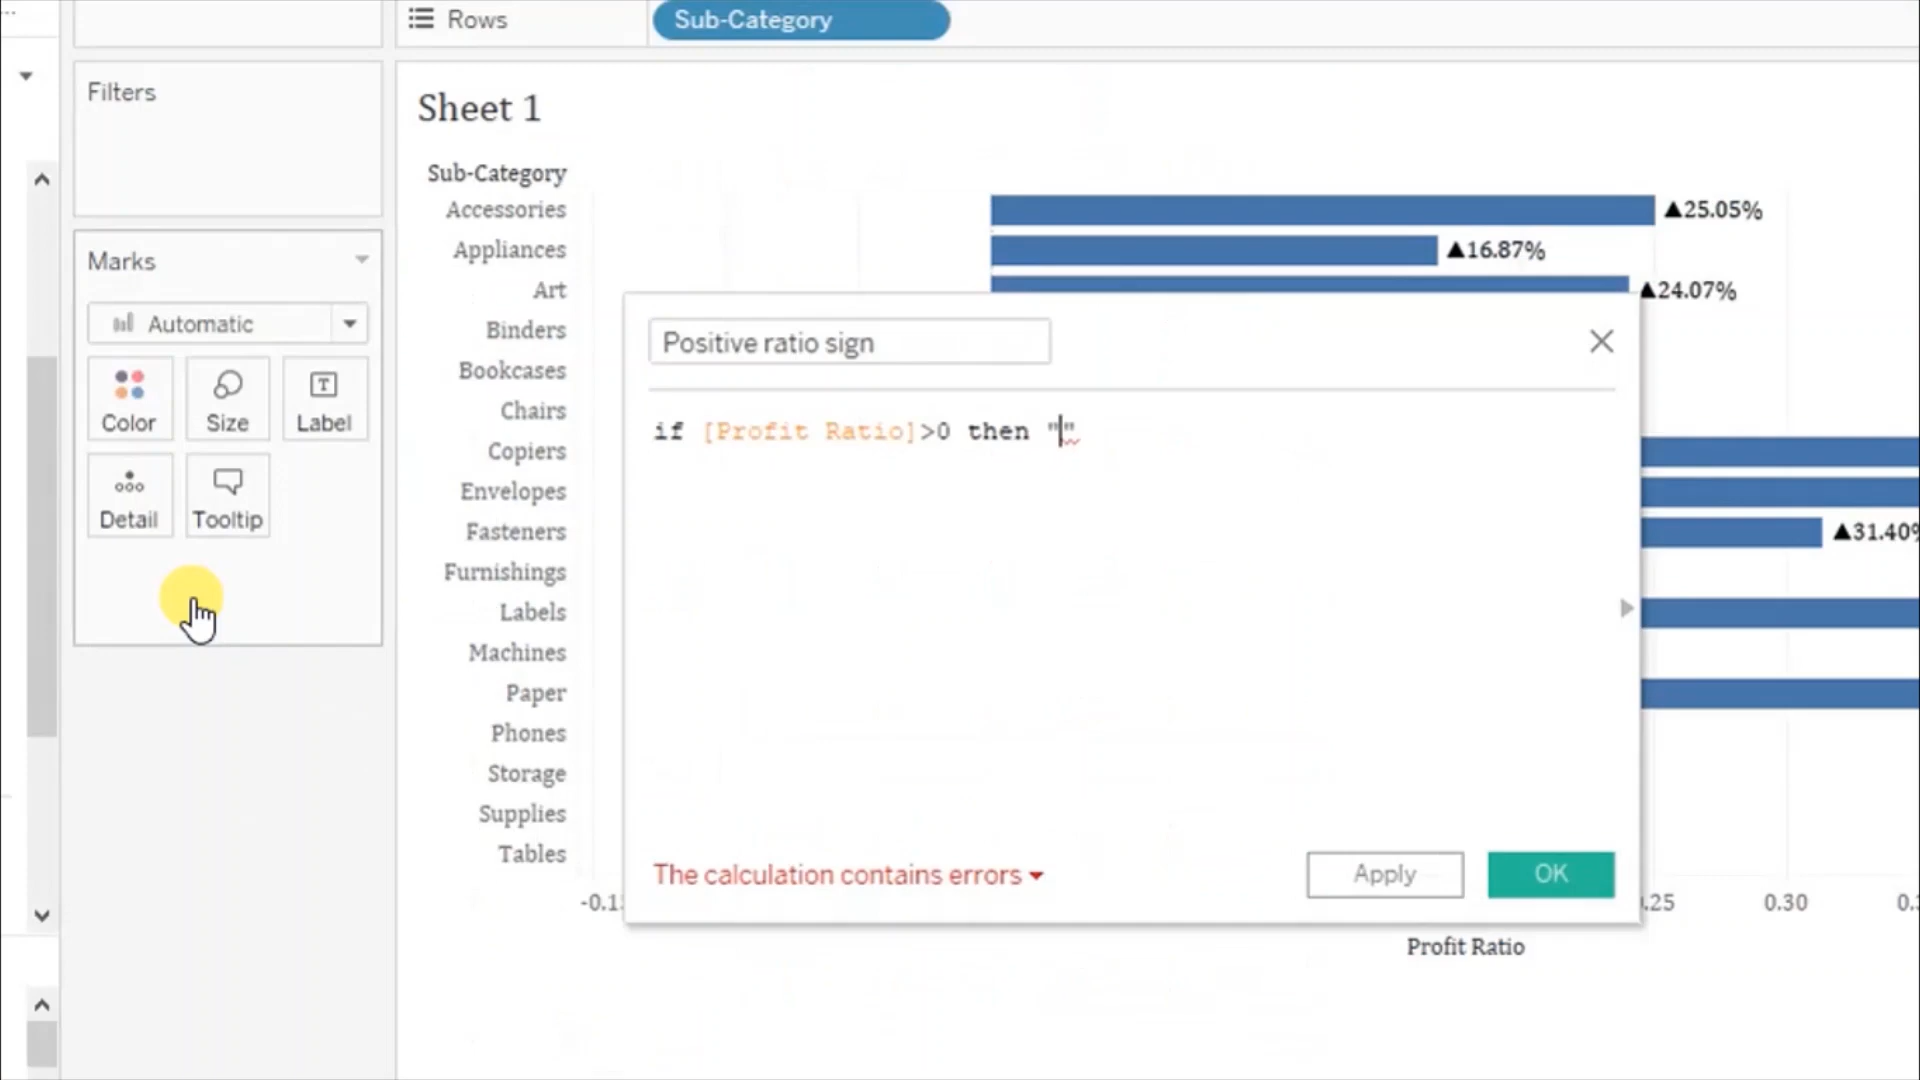 Rows
Sub-Category
Filters
Sheet 1
Marks
Automatic
Color
Size
Label
Detail
Tooltip
Sub-Category
Accessories
▲25.05%
Appliances
▲16.87%
Art
▲24.07%
Binders
Bookcases
Chairs
Copiers
Envelopes
Fasteners
▲31.40%
Furnishings
Labels
Machines
Paper
Phones
Storage
Supplies
Tables
Positive ratio sign
if [Profit Ratio]>0 then ""
The calculation contains errors
Apply
OK
0.30
Profit Ratio